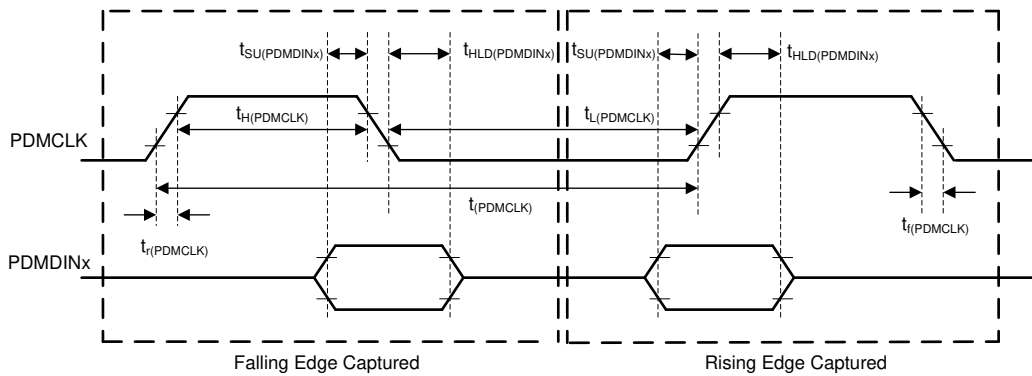 tSU(PDMDINx)
tHLD(PDMDINx)
tSU(PDMDINx)
tHLD(PDMDINx)
tH(PDMCLK)
tL(PDMCLK)
PDMCLK
t(PDMCLK)
tr(PDMCLK)
tf(PDMCLK)
PDMDINx
Falling Edge Captured
Rising Edge Captured